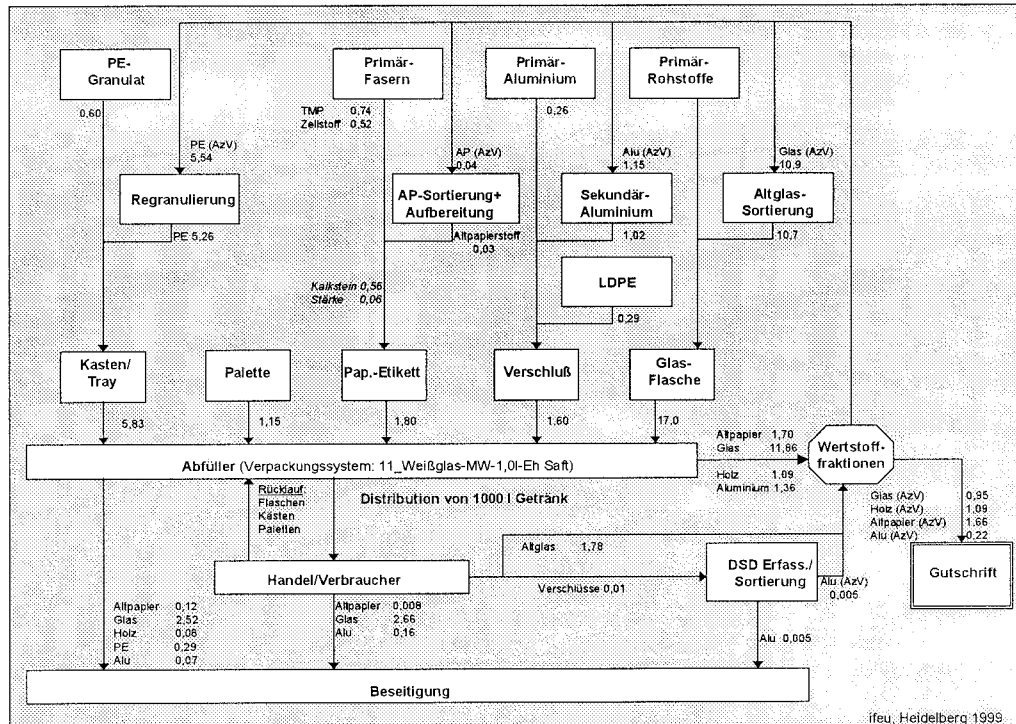 PE-
Granulat
Primär-
Fasern
Primär-
Aluminium
Primär-
Rohstoffe
0,60
TMP 0,74
Zellstoff 0,52
0,26
PE (AzV)
5,54
AP (AzV)
0,04
Alu (AzV)
1,15
Glas (AzV)
10,9
Regranulierung
AP-Sortierung+
Aufbereitung
Sekundär-
Aluminium
Altglas-
Sortierung
PE 5,26
Altpapierstoff
0,03
1,02
10,7
Kalkstein 0,56
Stärke 0,06
LDPE
0,29
Kasten/
Tray
Palette
Pap.-Etikett
Verschluß
Glas-
Flasche
5,83
1,15
1,80
1,60
17,0
Altpapier 1,70
Glas 11,86
Holz 1,09
Aluminium 1,36
Wertstoff-
fraktionen
Abfüller (Verpackungssystem: 11_Weißglas-MW-1,0l-Eh Saft)
Distribution von 1000 l Getränk
Rücklauf:
Flaschen
Kästen
Paletten
Glas (AzV) 0,95
Holz (AzV) 1,09
Altpapier (AzV) 1,66
Alu (AzV) 0,22
Gutschrift
Altglas 1,78
Handel/Verbraucher
Verschlüsse 0,01
DSD Erfass./
Sortierung
Alu (AzV)
0,005
Altpapier 0,12
Glas 2,52
Holz 0,06
PE 0,29
Alu 0,07
Altpapier 0,008
Glas 2,66
Alu 0,16
Alu 0,005
Beseitigung
ifeu, Heidelberg 1999